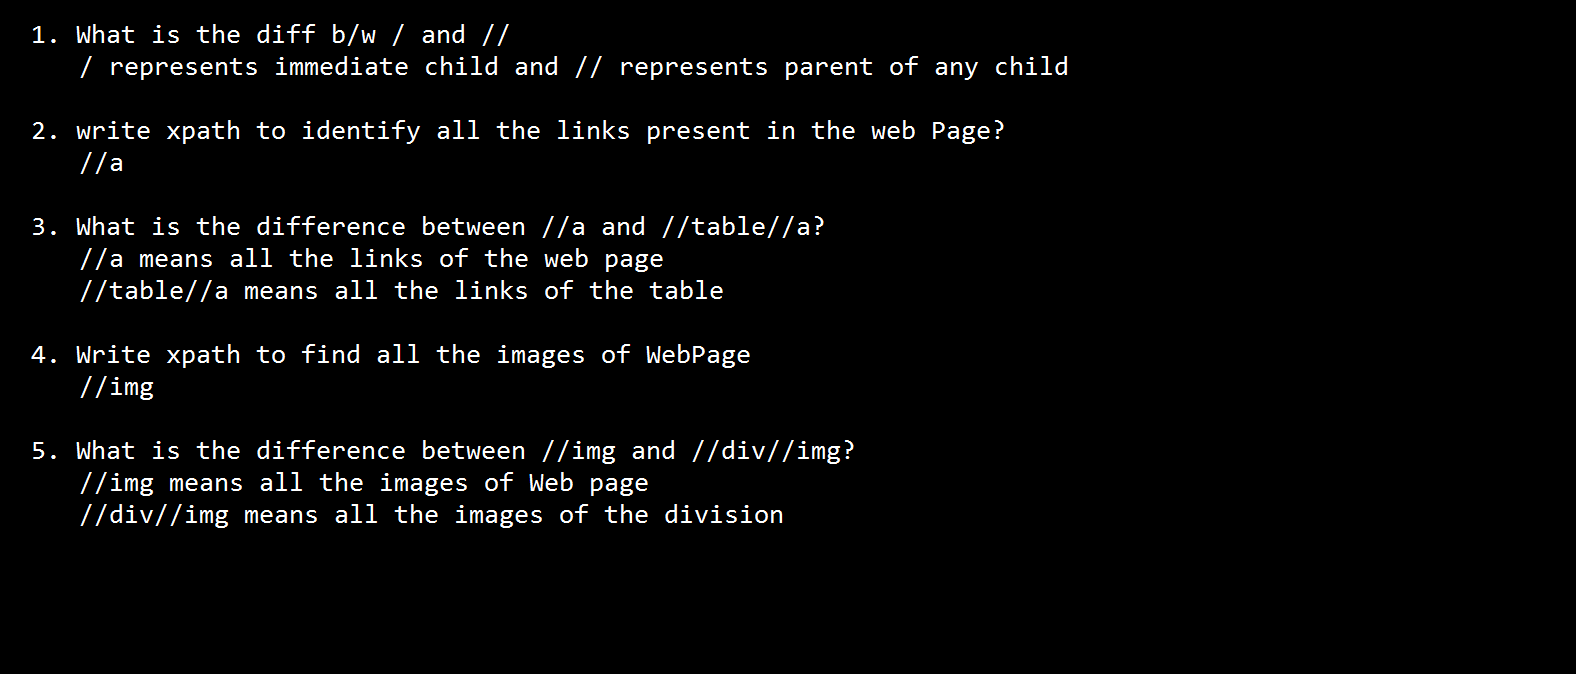 1. What is the diff b/w / and //
/ represents immediate child and // represents parent of any child
2. write xpath to identify all the links present in the web Page?
//a
3. What is the difference between //a and //table//a?
//a means all the links of the web page
//table//a means all the links of the table
4. Write xpath to find all the images of WebPage
//img
5. What is the difference between //img and //div//img?
//img means all the images of Web page
//div//img means all the images of the division